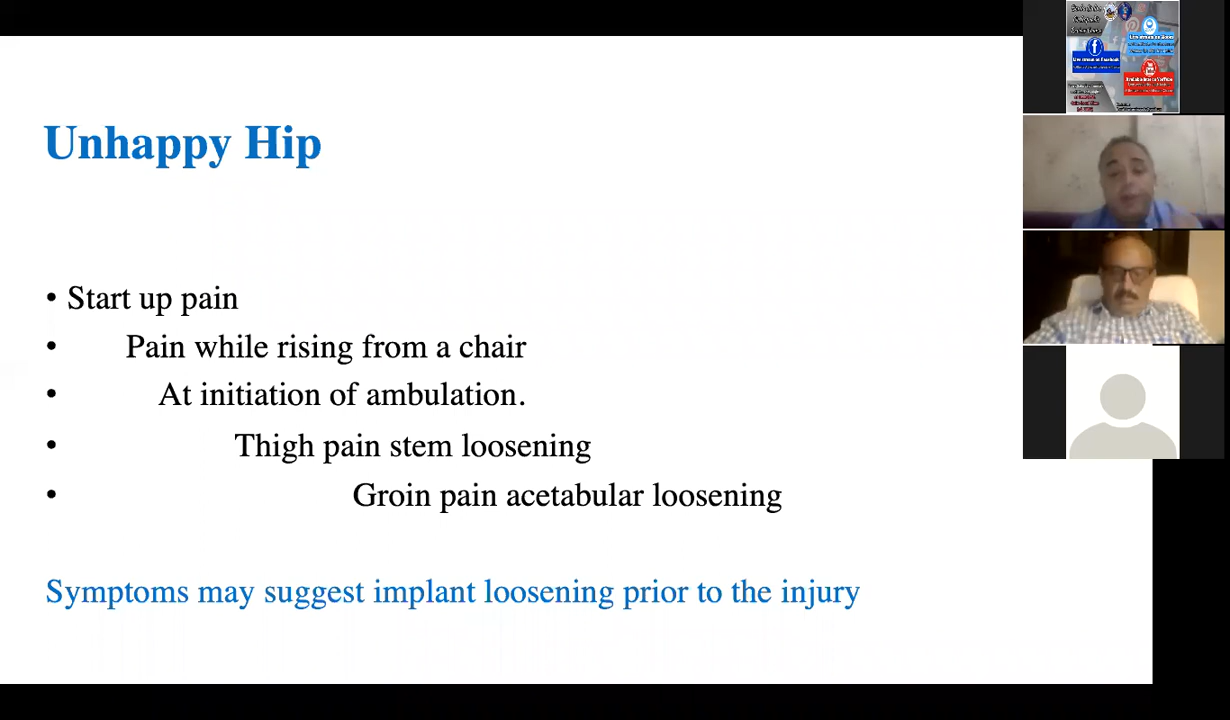 Unhappy Hip
• Start up pain
• Pain while rising from a chair
• At initiation of ambulation.
• Thigh pain stem loosening
• Groin pain acetabular loosening
Symptoms may suggest implant loosening prior to the injury